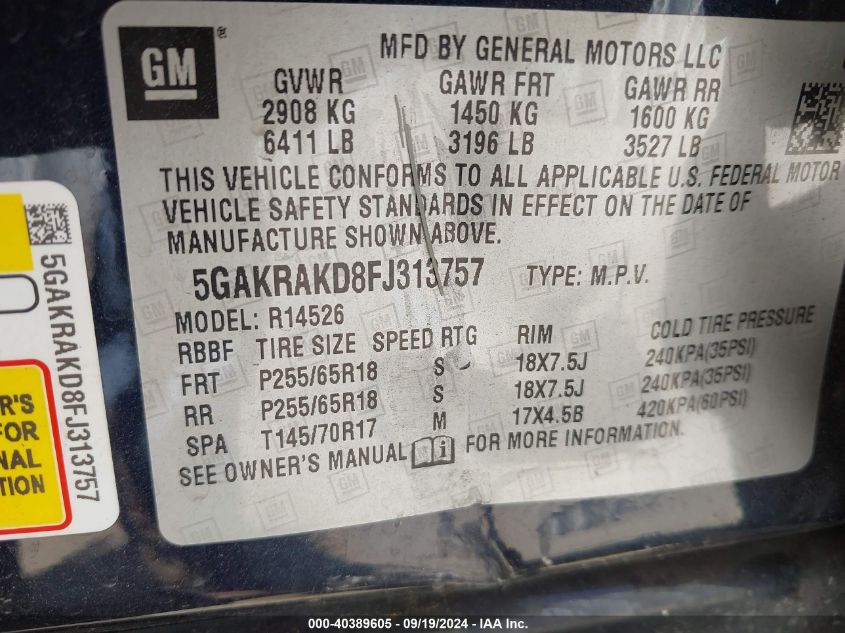 GM
MFD BY GENERAL MOTORS LLC
GVWR GAWR FRT GAWR RR
2908 KG 1450 KG 1600 KG
6411 LB 3196 LB 3527 LB
THIS VEHICLE CONFORMS TO ALL APPLICABLE U.S. FEDERAL MOTOR
VEHICLE SAFETY STANDARDS IN EFFECT ON THE DATE OF
MANUFACTURE SHOWN ABOVE.
5GAKRAKD8FJ313757 TYPE: M.P.V.
MODEL: R14526
RBBF TIRE SIZE SPEED RTG RIM COLD TIRE PRESSURE
FRT P255/65R18 S 18X7.5J 240KPA(35PSI)
RR P255/65R18 S 18X7.5J 240KPA(35PSI)
SPA T145/70R17 M 17X4.5B 420KPA(60PSI)
SEE OWNER'S MANUAL FOR MORE INFORMATION.
5GAKRAKD8FJ313757
ER'S
FOR
NAL
TION
000-40389605 - 09/19/2024 - IAA Inc.